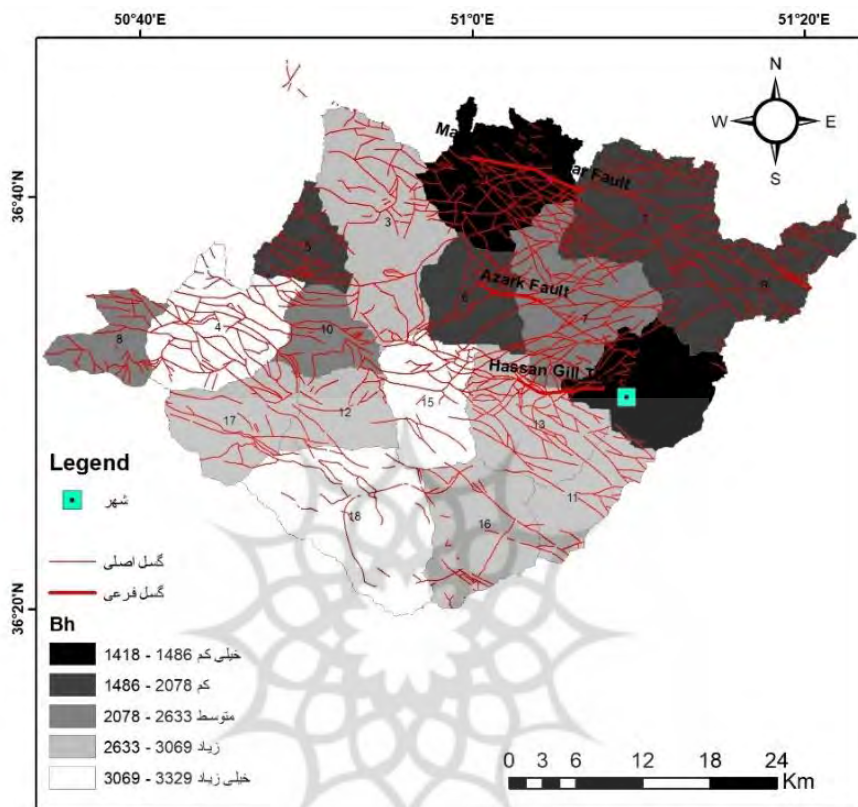 50°40'E 51°0'E 51°20'E
N
W E
S
36°40'N
36°20'N
Ma
ar Fault
3
5
Azark Fault
6
9
7
4
10
8
Hassan Gill T
15
12
13
17
11
18
16
Legend
شهر
گسل اصلی
گسل فرعی
Bh
1418 - 1486 خیلی کم
1486 - 2078 کم
2078 - 2633 متوسط
2633 - 3069 زیاد
3069 - 3329 خیلی زیاد
0 3 6 12 18 24
Km